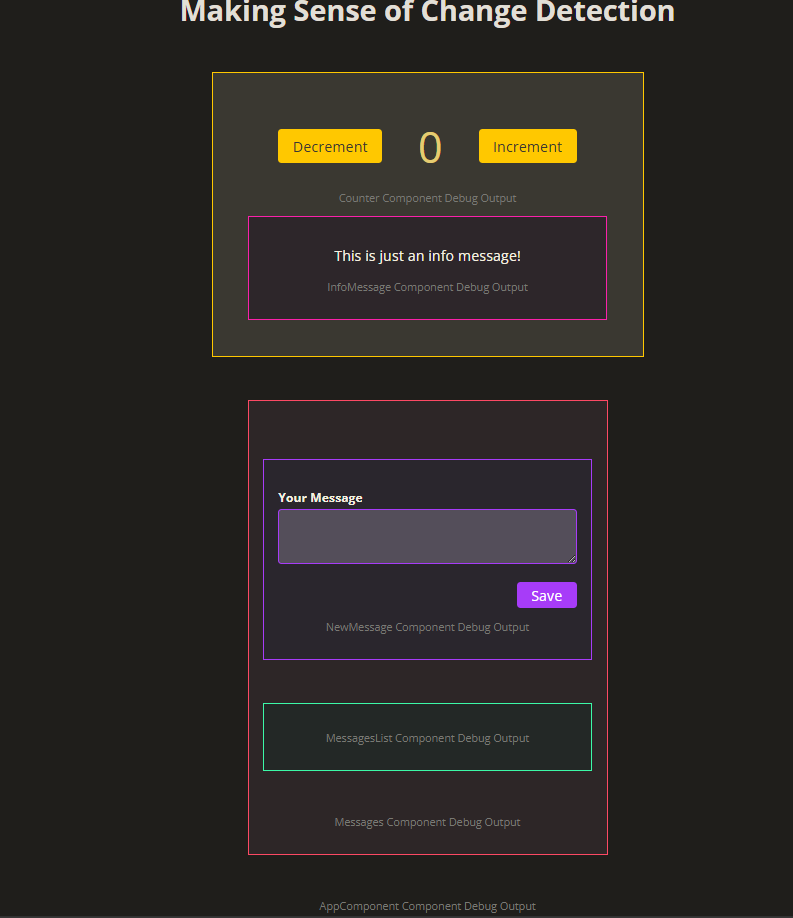 Making Sense of Change Detection
Decrement 0 Increment
Counter Component Debug Output
This is just an info message!
InfoMessage Component Debug Output
Your Message
Save
NewMessage Component Debug Output
MessagesList Component Debug Output
Messages Component Debug Output
AppComponent Component Debug Output